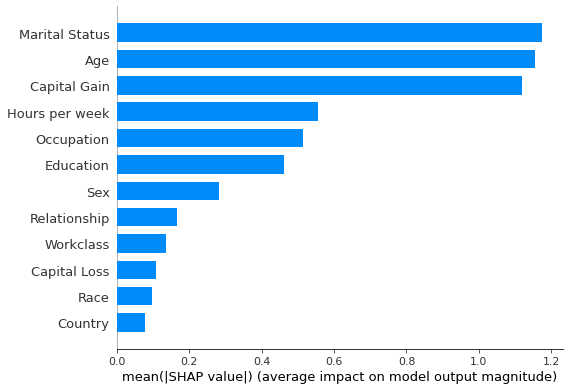 Marital Status
Age
Capital Gain
Hours per week
Occupation
Education
Sex
Relationship
Workclass
Capital Loss
Race
Country
0.0 0.2 0.4 0.6 0.8 1.0 1.2
mean(|SHAP value|) (average impact on model output magnitude)